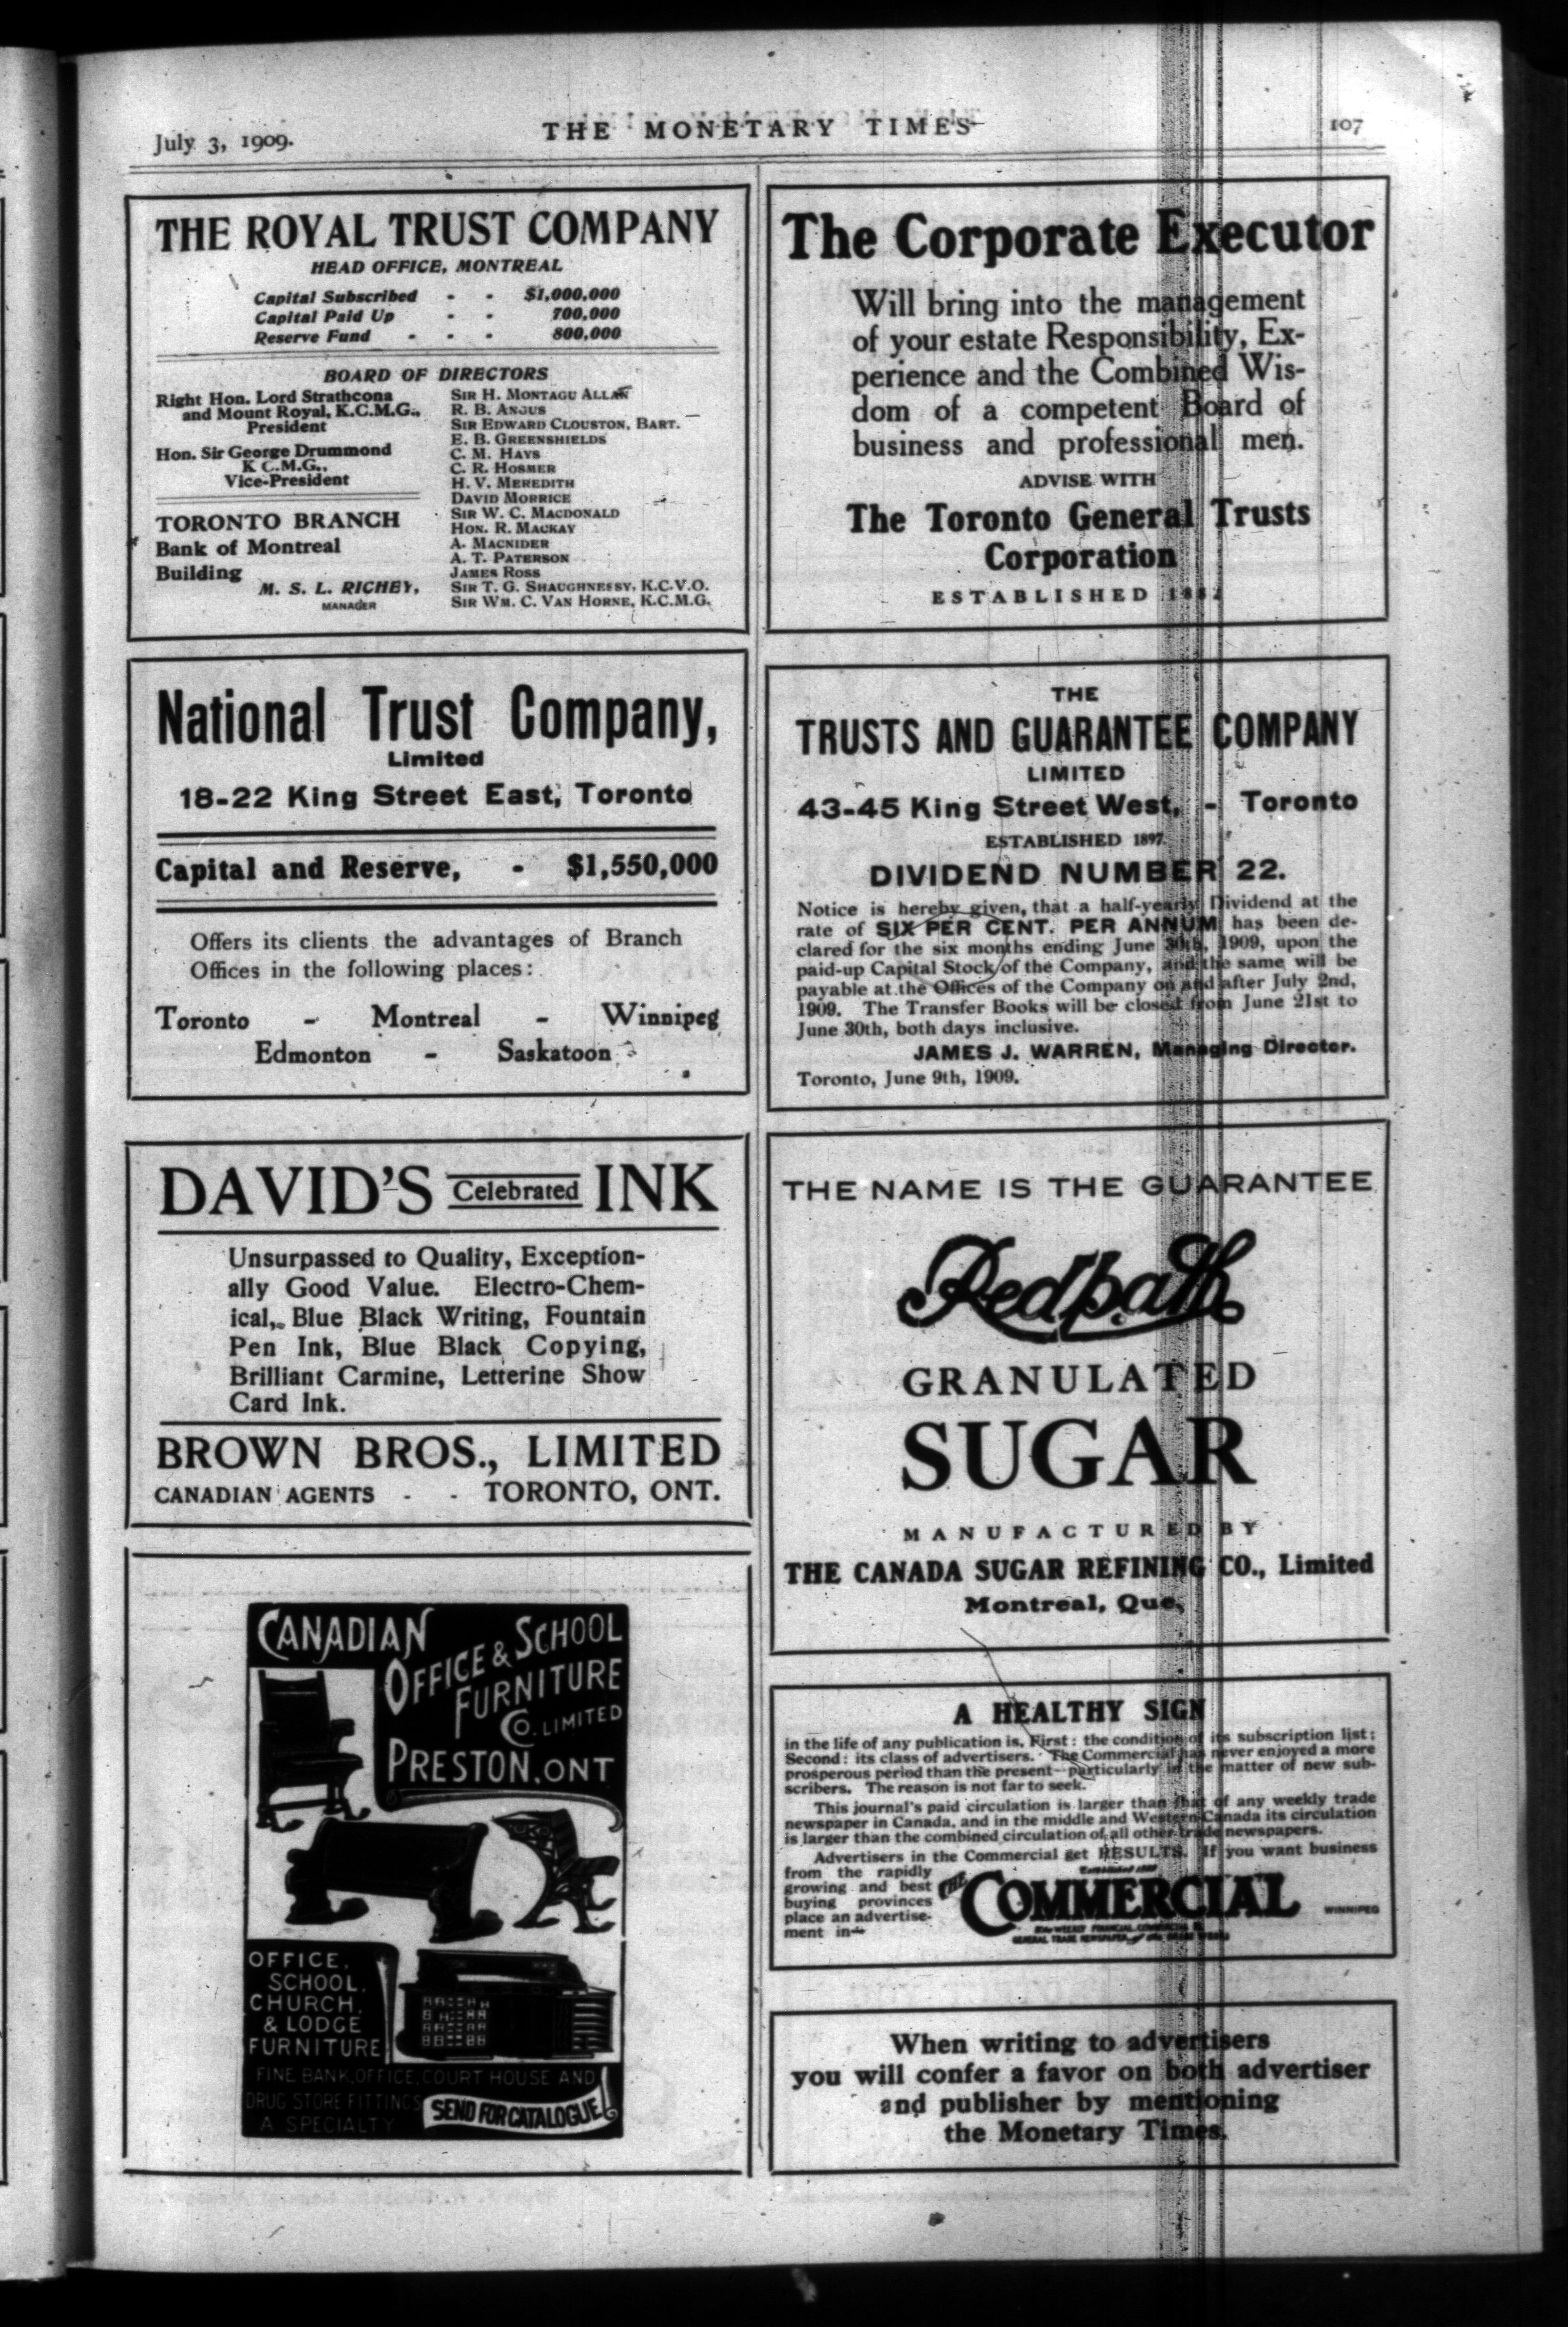 July 3, 1909.
THE MONETARY TIMES
107
THE ROYAL TRUST COMPANY
HEAD OFFICE, MONTREAL
Capital Subscribed - - $1,000,000
Capital Paid Up - - 700,000
Reserve Fund - - - 800,000
BOARD OF DIRECTORS
Right Hon. Lord Strathcona
and Mount Royal, K.C.M.G.,
President
Hon. Sir George Drummond
K C.M.G.,
Vice-President
TORONTO BRANCH
Bank of Montreal
Building
M. S. L. RICHEY,
MANAGER
SIR H. MONTAGU ALLAN
R. B. ANGUS
SIR EDWARD CLOUSTON, BART.
E. B. GREENSHIELDS
C. M. HAYS
C. R. HOSMER
H. V. MEREDITH
DAVID MORRICE
SIR W. C. MACDONALD
HON. R. MACKAY
A. MACNIDER
A. T. PATERSON
JAMES ROSS
SIR T. G. SHAUGHNESSY, K.C.V.O.
SIR WM. C. VAN HORNE, K.C.M.G.
National Trust Company,
Limited
18-22 King Street East, Toronto
Capital and Reserve, - $1,550,000
Offers its clients the advantages of Branch
Offices in the following places:
Toronto - Montreal - Winnipeg
Edmonton - Saskatoon
DAVID'S Celebrated INK
Unsurpassed to Quality, Exception-
ally Good Value. Electro-Chem-
ical, Blue Black Writing, Fountain
Pen Ink, Blue Black Copying,
Brilliant Carmine, Letterine Show
Card Ink.
BROWN BROS., LIMITED
CANADIAN AGENTS - - TORONTO, ONT.
CANADIAN
OFFICE & SCHOOL
FURNITURE
CO. LIMITED
PRESTON, ONT
OFFICE,
SCHOOL,
CHURCH,
& LODGE
FURNITURE
FINE BANK, OFFICE, COURT HOUSE AND
DRUG STORE FITTINGS
A SPECIALTY
SEND FOR CATALOGUE
The Corporate Executor
Will bring into the management
of your estate Responsibility, Ex-
perience and the Combined Wis-
dom of a competent Board of
business and professional men.
ADVISE WITH
The Toronto General Trusts
Corporation
ESTABLISHED
THE
TRUSTS AND GUARANTEE COMPANY
LIMITED
43-45 King Street West, - Toronto
ESTABLISHED 1897.
DIVIDEND NUMBER 22.
Notice is hereby given, that a half-yearly Dividend at the
rate of SIX PER CENT. PER ANNUM has been de-
clared for the six months ending June 30th, 1909, upon the
paid-up Capital Stock of the Company, and the same will be
payable at the Offices of the Company on and after July 2nd,
1909. The Transfer Books will be closed from June 21st to
June 30th, both days inclusive.
JAMES J. WARREN, Managing Director.
Toronto, June 9th, 1909.
THE NAME IS THE GUARANTEE
Redpath
GRANULATED
SUGAR
MANUFACTURED BY
THE CANADA SUGAR REFINING CO., Limited
Montreal, Que.
A HEALTHY SIGN
in the life of any publication is, First: the condition of its subscription list;
Second: its class of advertisers. The Commercial has never enjoyed a more
prosperous period than the present—particularly in the matter of new sub-
scribers. The reason is not far to seek.
This journal's paid circulation is larger than that of any weekly trade
newspaper in Canada, and in the middle and Western Canada its circulation
is larger than the combined circulation of all other trade newspapers.
Advertisers in the Commercial get RESULTS. If you want business
from the rapidly
growing and best
buying provinces
place an advertise-
ment in—
THE COMMERCIAL
WINNIPEG
When writing to advertisers
you will confer a favor on both advertiser
and publisher by mentioning
the Monetary Times.